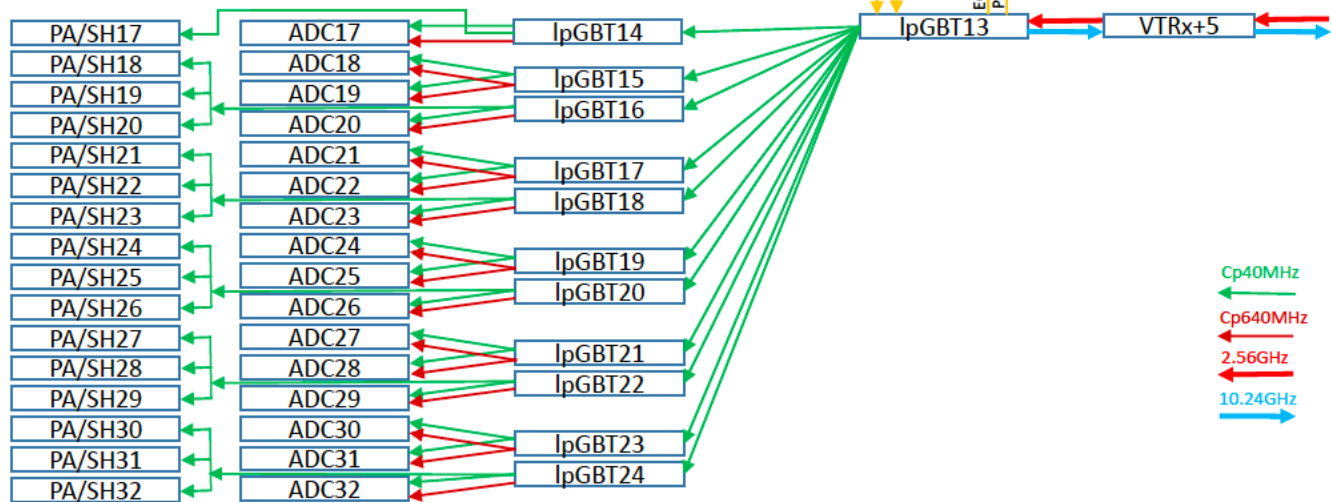 E
P
PA/SH17 ADC17 lpGBT14 lpGBT13 VTRx+5
PA/SH18 ADC18 lpGBT15
PA/SH19 ADC19 lpGBT16
PA/SH20 ADC20
PA/SH21 ADC21 lpGBT17
PA/SH22 ADC22 lpGBT18
PA/SH23 ADC23
PA/SH24 ADC24 lpGBT19
PA/SH25 ADC25 lpGBT20
PA/SH26 ADC26
PA/SH27 ADC27 lpGBT21
PA/SH28 ADC28 lpGBT22
PA/SH29 ADC29
PA/SH30 ADC30 lpGBT23
PA/SH31 ADC31 lpGBT24
PA/SH32 ADC32
Cp40MHz
Cp640MHz
2.56GHz
10.24GHz